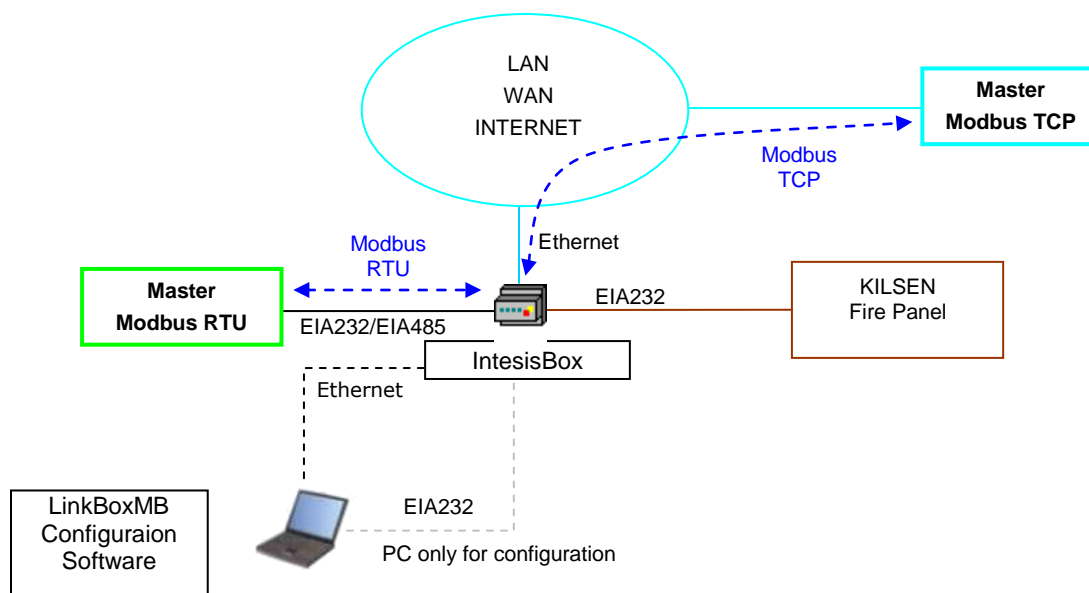 LAN
WAN
INTERNET
Master
Modbus TCP
Modbus
TCP
Ethernet
Modbus
RTU
Master
Modbus RTU
EIA232/EIA485
EIA232
KILSEN
Fire Panel
IntesisBox
Ethernet
LinkBoxMB
Configuraion
Software
EIA232
PC only for configuration